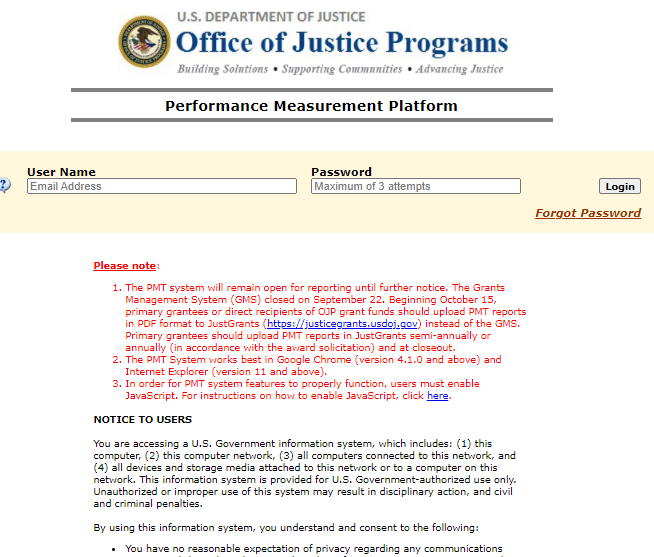 U.S. DEPARTMENT OF JUSTICE
Office of Justice Programs
Building Solutions • Supporting Communities • Advancing Justice
Performance Measurement Platform
User Name Password
? Email Address Maximum of 3 attempts Login
Forgot Password
Please note:
1. The PMT system will remain open for reporting until further notice. The Grants
Management System (GMS) closed on September 22. Beginning October 15,
primary grantees or direct recipients of OJP grant funds should upload PMT reports
in PDF format to JustGrants (https://justicegrants.usdoj.gov) instead of the GMS.
Primary grantees should upload PMT reports in JustGrants semi-annually or
annually (in accordance with the award solicitation) and at closeout.
2. The PMT System works best in Google Chrome (version 4.1.0 and above) and
Internet Explorer (version 11 and above).
3. In order for PMT system features to properly function, users must enable
JavaScript. For instructions on how to enable JavaScript, click here.
NOTICE TO USERS
You are accessing a U.S. Government information system, which includes: (1) this
computer, (2) this computer network, (3) all computers connected to this network, and
(4) all devices and storage media attached to this network or to a computer on this
network. This information system is provided for U.S. Government-authorized use only.
Unauthorized or improper use of this system may result in disciplinary action, and civil
and criminal penalties.
By using this information system, you understand and consent to the following:
• You have no reasonable expectation of privacy regarding any communications